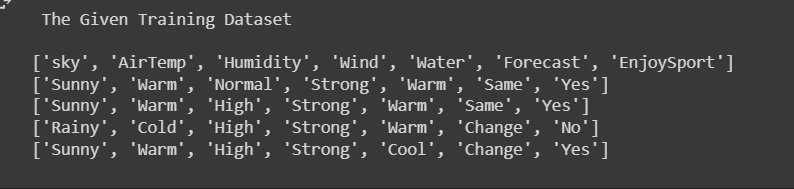 The Given Training Dataset
['sky', 'AirTemp', 'Humidity', 'Wind', 'Water', 'Forecast', 'EnjoySport']
['Sunny', 'Warm', 'Normal', 'Strong', 'Warm', 'Same', 'Yes']
['Sunny', 'Warm', 'High', 'Strong', 'Warm', 'Same', 'Yes']
['Rainy', 'Cold', 'High', 'Strong', 'Warm', 'Change', 'No']
['Sunny', 'Warm', 'High', 'Strong', 'Cool', 'Change', 'Yes']